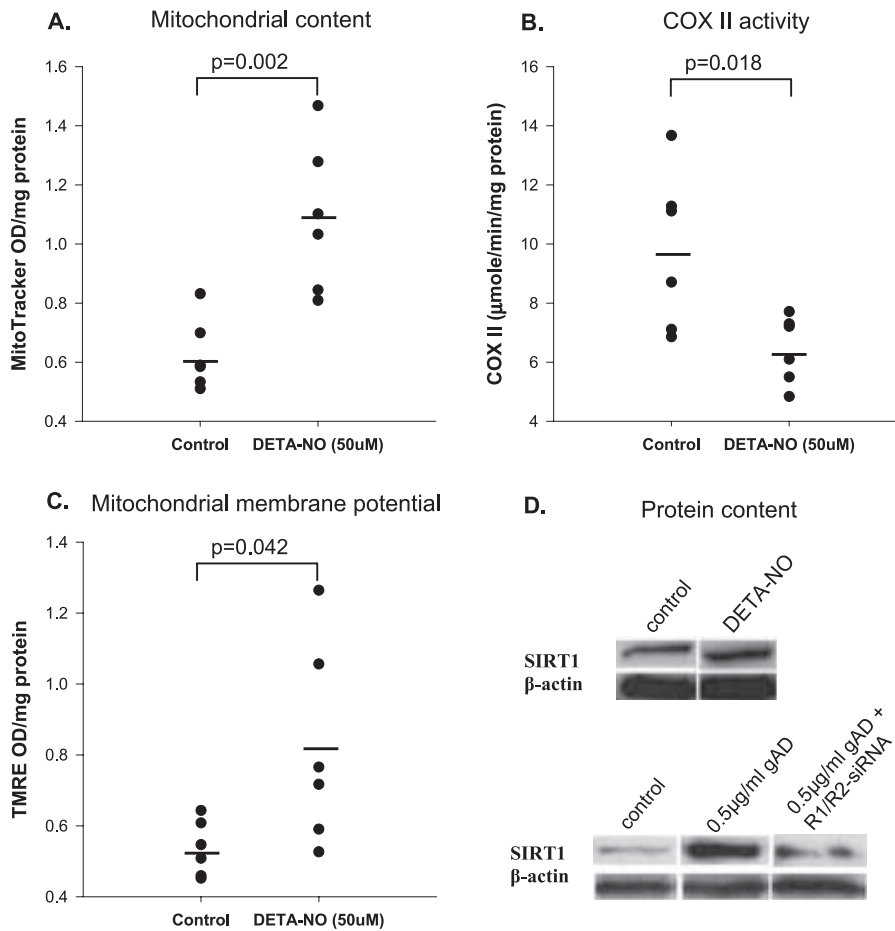 A. Mitochondrial content
p=0.002
1.6
1.4
1.2
1.0
0.8
0.6
0.4
MitoTracker OD/mg protein
Control DETA-NO (50uM)
B. COX II activity
p=0.018
16
14
12
10
8
6
4
COX II (µmole/min/mg protein)
Control DETA-NO (50uM)
C. Mitochondrial membrane potential
p=0.042
1.4
1.2
1.0
0.8
0.6
0.4
TMRE OD/mg protein
Control DETA-NO (50uM)
D. Protein content
control DETA-NO
SIRT1
β-actin
control 0.5µg/ml gAD 0.5µg/ml gAD +
R1/R2-siRNA
SIRT1
β-actin